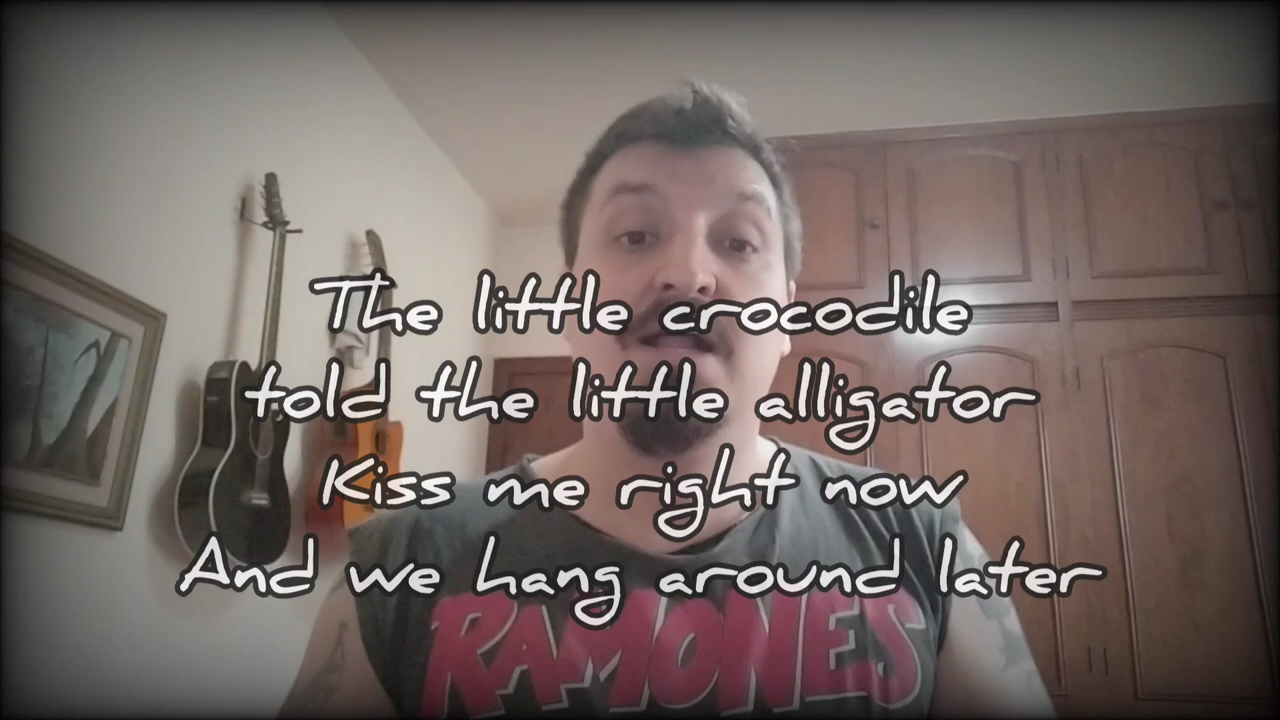 The little crocodile
told the little alligator
Kiss me right now
And we hang around later
RAMONES